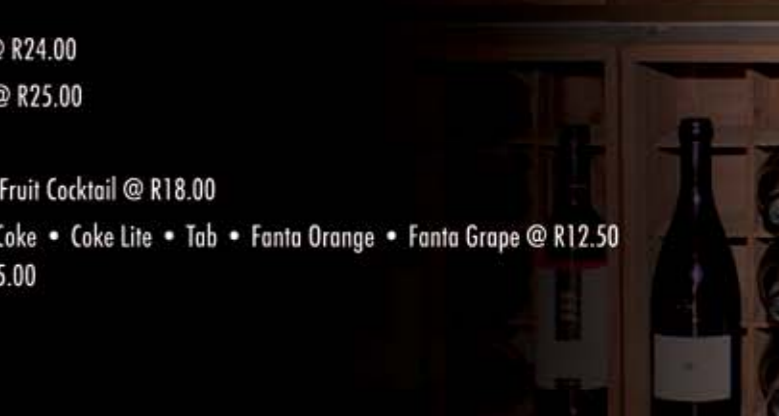 @ R24.00
@ R25.00
Fruit Cocktail @ R18.00
Coke • Coke Lite • Tab • Fanta Orange • Fanta Grape @ R12.50
5.00